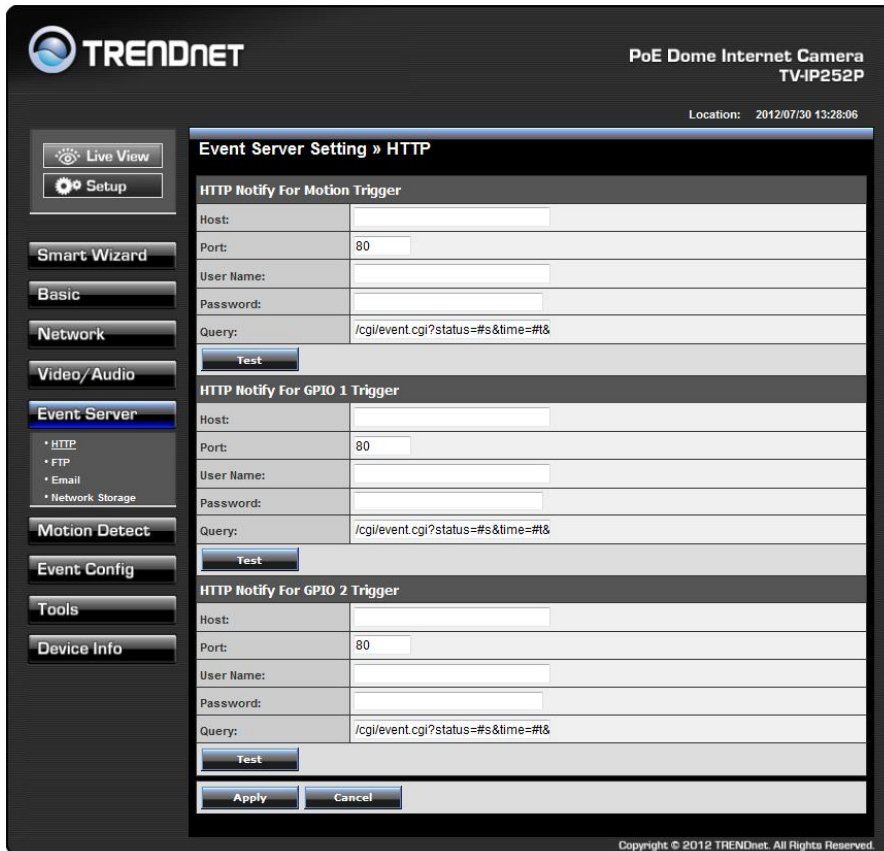 TRENDNET
PoE Dome Internet Camera
TV-IP252P
Location: 2012/07/30 13:28:06
Live View
Setup
Smart Wizard
Basic
Network
Video/Audio
Event Server
• HTTP
• FTP
• Email
• Network Storage
Motion Detect
Event Config
Tools
Device Info
Event Server Setting » HTTP
HTTP Notify For Motion Trigger
Host:
Port: 80
User Name:
Password:
Query: /cgi/event.cgi?status=#s&time=#t&
Test
HTTP Notify For GPIO 1 Trigger
Host:
Port: 80
User Name:
Password:
Query: /cgi/event.cgi?status=#s&time=#t&
Test
HTTP Notify For GPIO 2 Trigger
Host:
Port: 80
User Name:
Password:
Query: /cgi/event.cgi?status=#s&time=#t&
Test
Apply Cancel
Copyright © 2012 TRENDnet. All Rights Reserved.